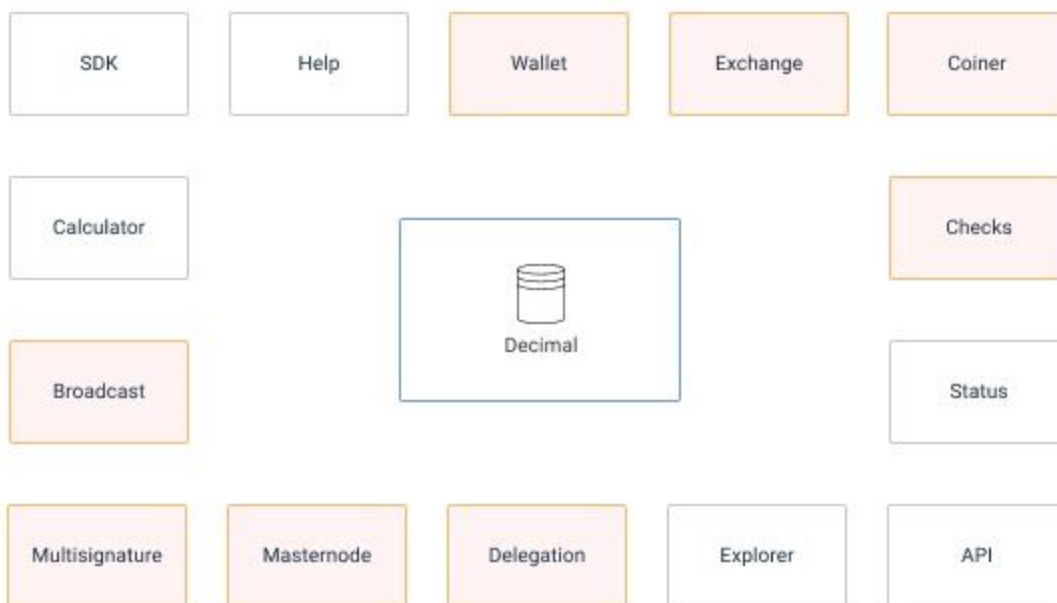 SDK
Help
Wallet
Exchange
Coiner
Calculator
Checks
Decimal
Broadcast
Status
Multisignature
Masternode
Delegation
Explorer
API